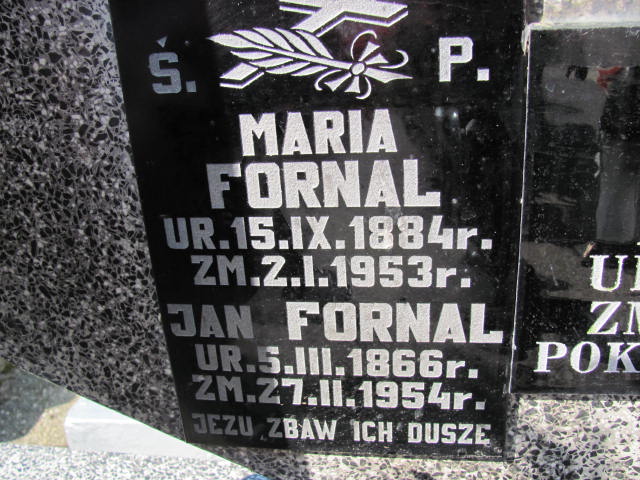 Ś. P.
MARIA
FORNAL
UR.15.IX.1884r.
ZM.2.I.1953r.
JAN FORNAL
UR.5.III.1866r.
ZM.27.II.1954r.
JEZU ZBAW ICH DUSZE